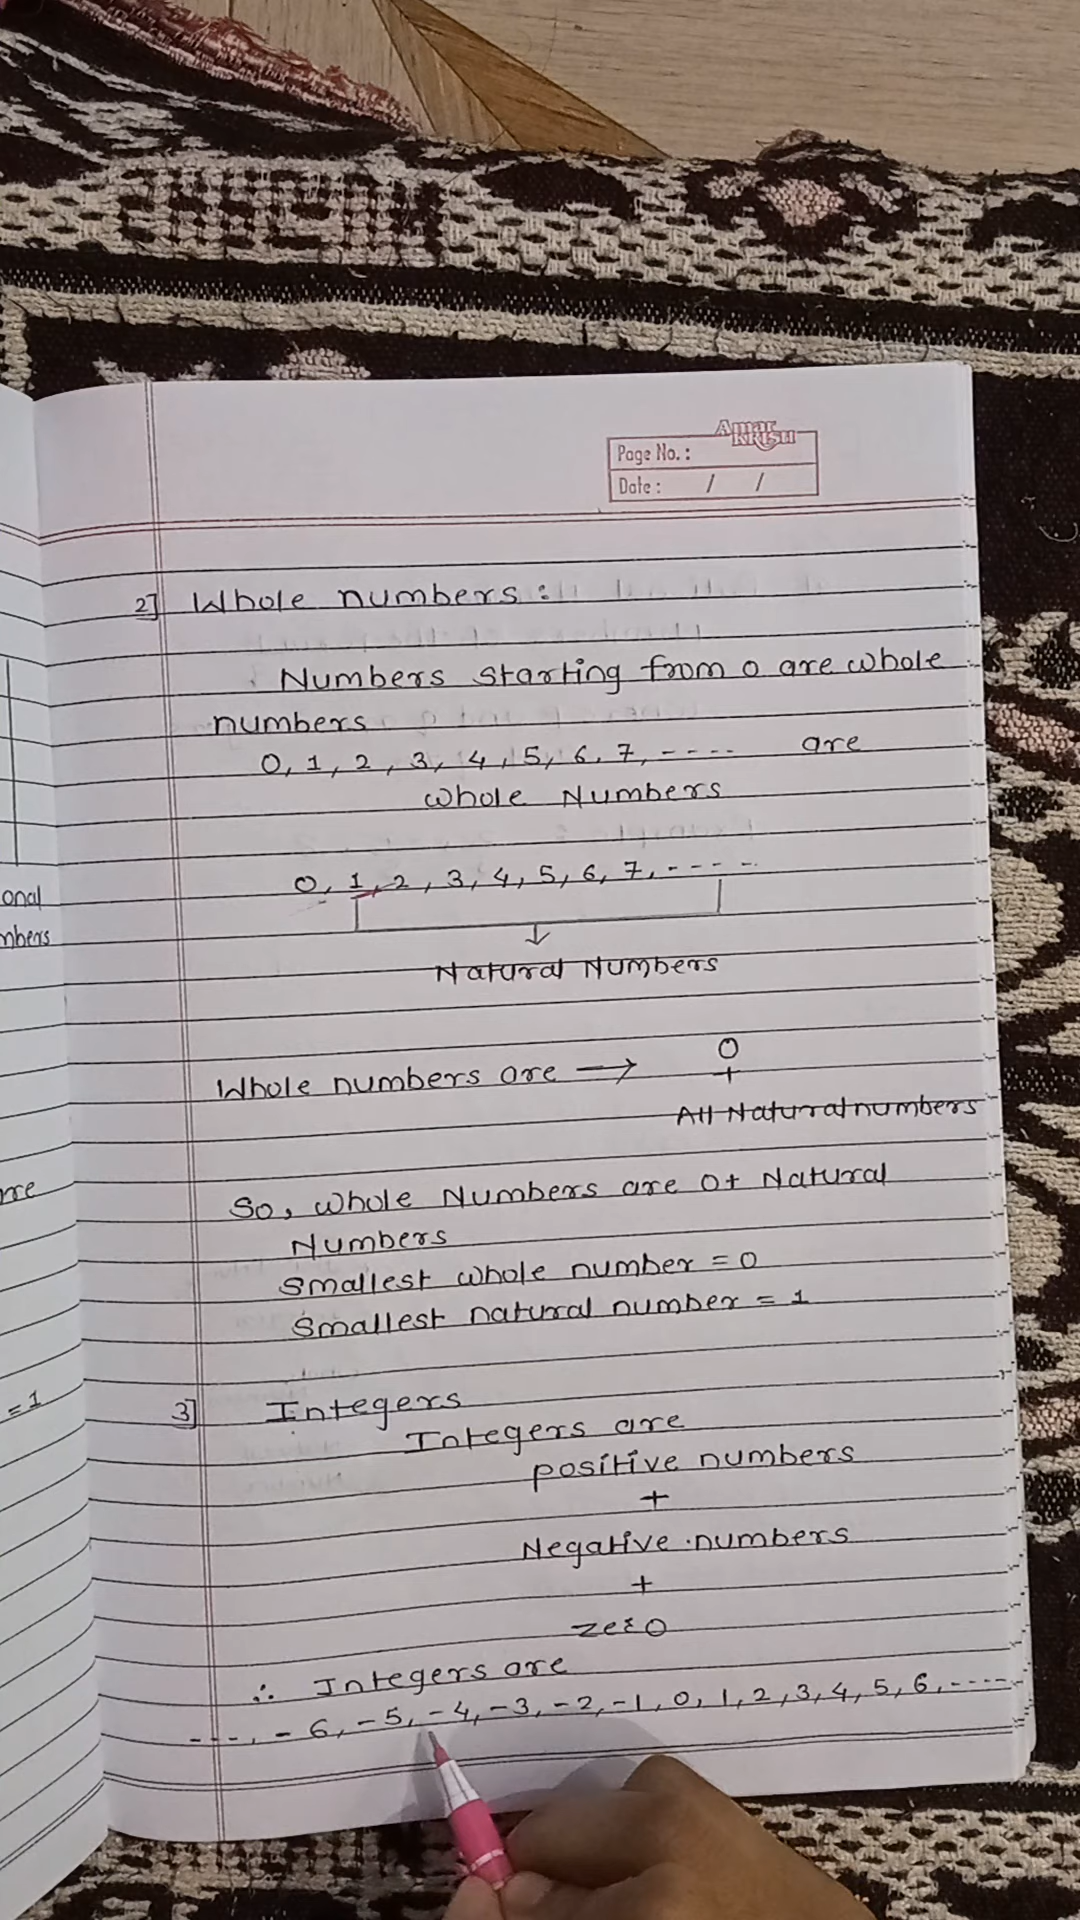 Amar
KRISH
Page No. :
Date : / /
2] Whole numbers :
Numbers starting from 0 are whole
numbers
0, 1, 2, 3, 4, 5, 6, 7, ---- are
whole Numbers
0, 1, 2, 3, 4, 5, 6, 7, -----
Natural Numbers
Whole numbers are → 0
+
All Natural numbers
So, whole Numbers are 0+ Natural
Numbers
Smallest whole number = 0
Smallest natural number = 1
3] Integers
Integers are
positive numbers
+
Negative numbers
+
zero
∴ Integers are
---, -6, -5, -4, -3, -2, -1, 0, 1, 2, 3, 4, 5, 6, ----
onal
mbers
= 1